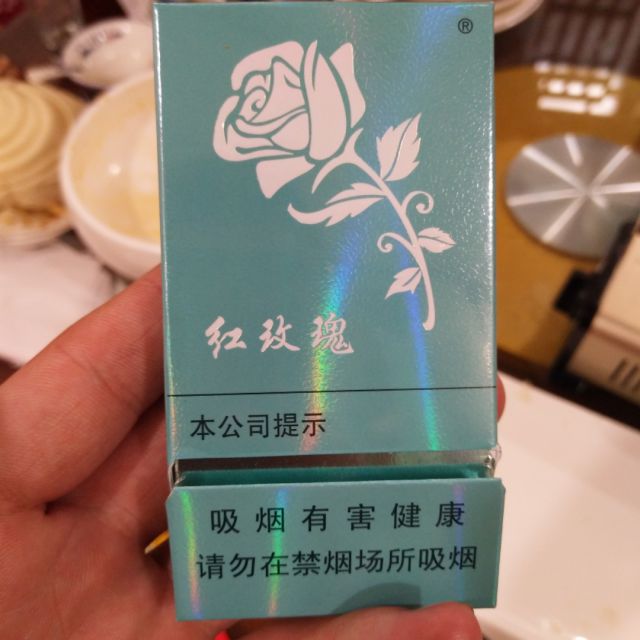 ®
红玫瑰
本公司提示
吸烟有害健康
请勿在禁烟场所吸烟